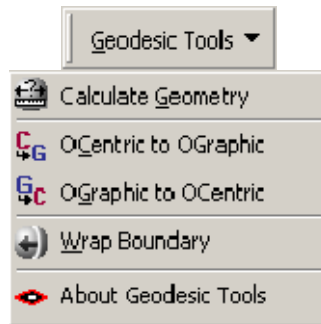 Geodesic Tools
Calculate Geometry
C G OCentric to OGraphic
G C OGraphic to OCentric
Wrap Boundary
About Geodesic Tools